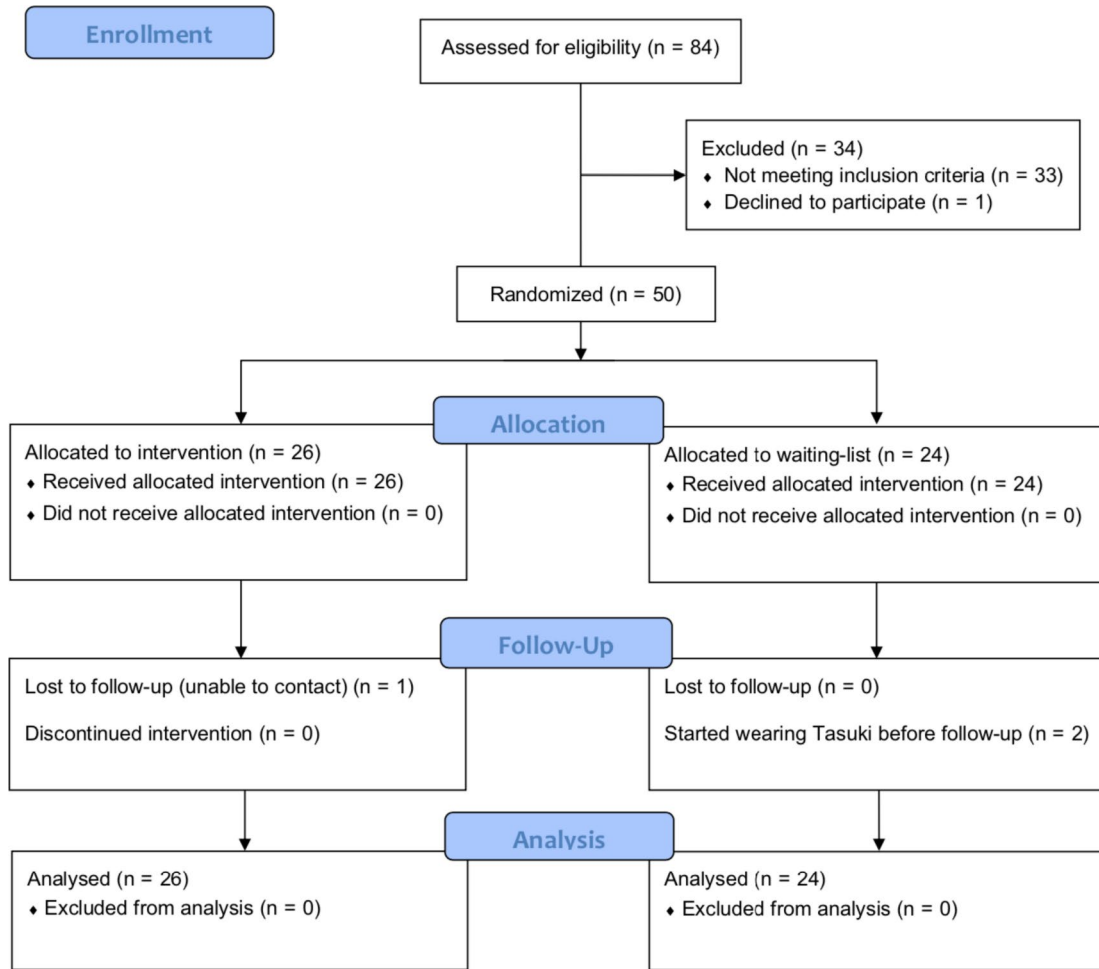 Enrollment
Assessed for eligibility (n = 84)
Excluded (n = 34)
♦ Not meeting inclusion criteria (n = 33)
♦ Declined to participate (n = 1)
Randomized (n = 50)
Allocation
Allocated to intervention (n = 26)
♦ Received allocated intervention (n = 26)
♦ Did not receive allocated intervention (n = 0)
Allocated to waiting-list (n = 24)
♦ Received allocated intervention (n = 24)
♦ Did not receive allocated intervention (n = 0)
Follow-Up
Lost to follow-up (unable to contact) (n = 1)
Discontinued intervention (n = 0)
Lost to follow-up (n = 0)
Started wearing Tasuki before follow-up (n = 2)
Analysis
Analysed (n = 26)
♦ Excluded from analysis (n = 0)
Analysed (n = 24)
♦ Excluded from analysis (n = 0)